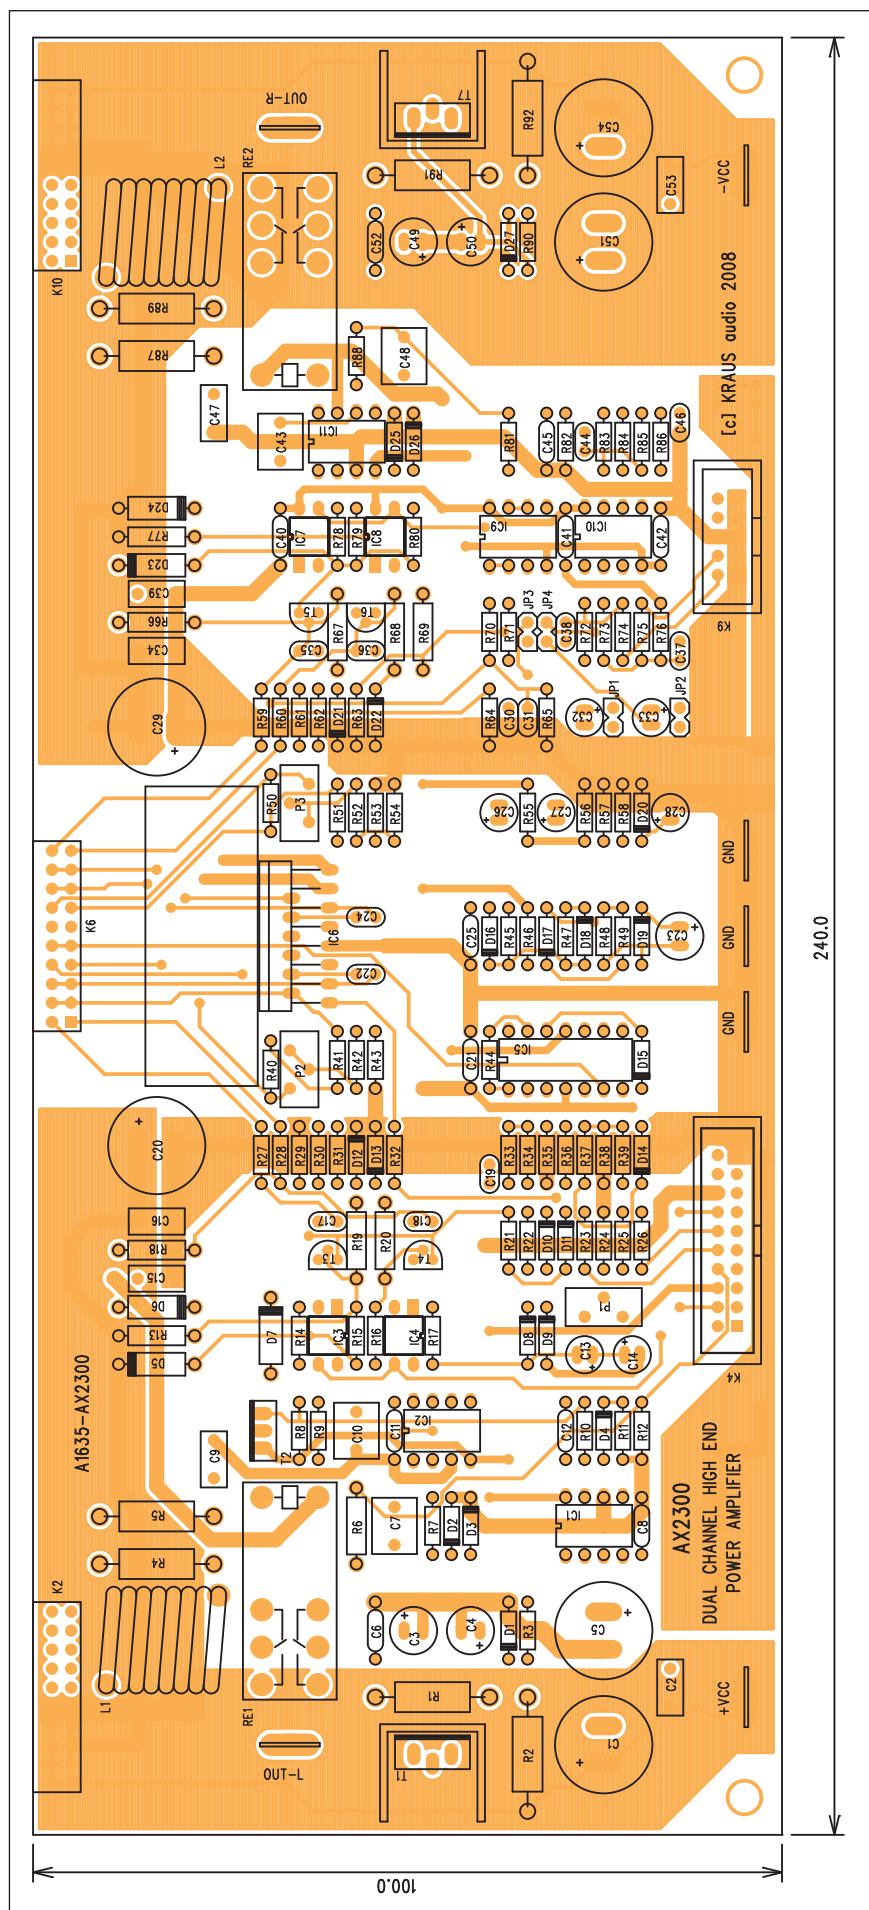 OUT-R
T7
R92
C54
K10
L2
RE2
R91
C53
-VCC
C52
C49
C50
D27
R90
C51
R89
R87
R88
C48
[c] KRAUS audio 2008
C47
C43
IC11
D25
D26
R81
C45
R82
C44
R83
R84
R85
R86
C46
D24
R77
D23
C39
R66
C34
C40
IC7
R78
R79
IC8
R80
IC9
C41
IC10
C42
K9
T5
T6
C35
R67
C36
R68
R69
R70
R71
JP3
JP4
C38
R72
R73
R74
R75
R76
C37
C29
R59
R60
R61
R62
D21
R63
D22
R64
C30
C31
R65
C32
JP1
C33
JP2
R50
P3
R51
R52
R53
R54
C26
R55
C27
R56
R57
R58
D20
C28
GND
K6
IC6
C24
C22
C25
D16
R45
R46
D17
R47
D18
R48
R49
D19
C23
GND
240.0
R40
P2
R41
R42
R43
C21
R44
IC5
D15
GND
C20
R27
R28
R29
R30
R31
D12
D13
R32
C19
R33
R34
R35
R36
R37
R38
R39
D14
C16
R18
C15
D6
R13
D5
C17
T3
R19
R20
C18
T4
R21
R22
D10
D11
R23
R24
R25
R26
D7
R14
IC3
R15
R16
IC4
R17
D8
D9
P1
C13
C14
K4
A1635-AX2300
C9
T2
R8
R9
C10
C11
IC2
C12
R10
D4
R11
R12
R5
R4
R6
C7
R7
D2
D3
IC1
C8
AX2300
DUAL CHANNEL HIGH END
POWER AMPLIFIER
K2
L1
RE1
C6
C3
C4
D1
R3
C5
R1
C2
+VCC
OUT-L
T1
R2
C1
100.0